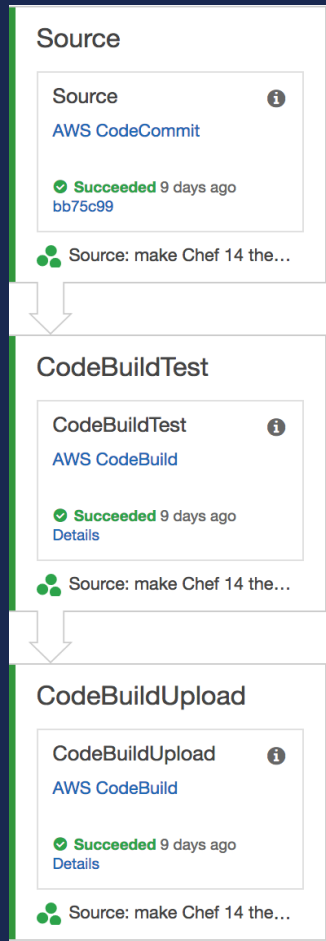 Source
Source
AWS CodeCommit
Succeeded 9 days ago
bb75c99
Source: make Chef 14 the...
CodeBuildTest
CodeBuildTest
AWS CodeBuild
Succeeded 9 days ago
Details
Source: make Chef 14 the...
CodeBuildUpload
CodeBuildUpload
AWS CodeBuild
Succeeded 9 days ago
Details
Source: make Chef 14 the...